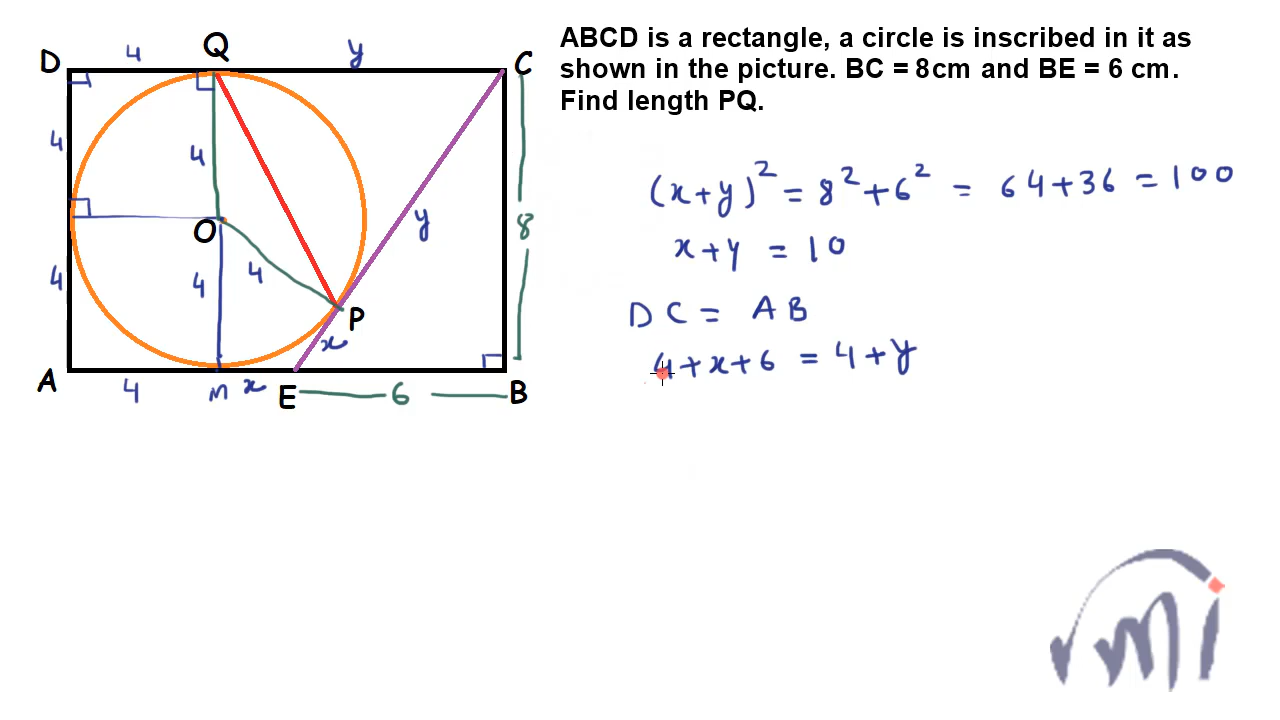 ABCD is a rectangle, a circle is inscribed in it as
shown in the picture. BC = 8cm and BE = 6 cm.
Find length PQ.
(x+y)² = 8² + 6² = 64+36 = 100
x+y = 10
DC = AB
4+x+6 = 4+y
D 4 Q y C
4
4
O
4
4
4
y
8
P
x
A 4 M x E 6 B
rmi